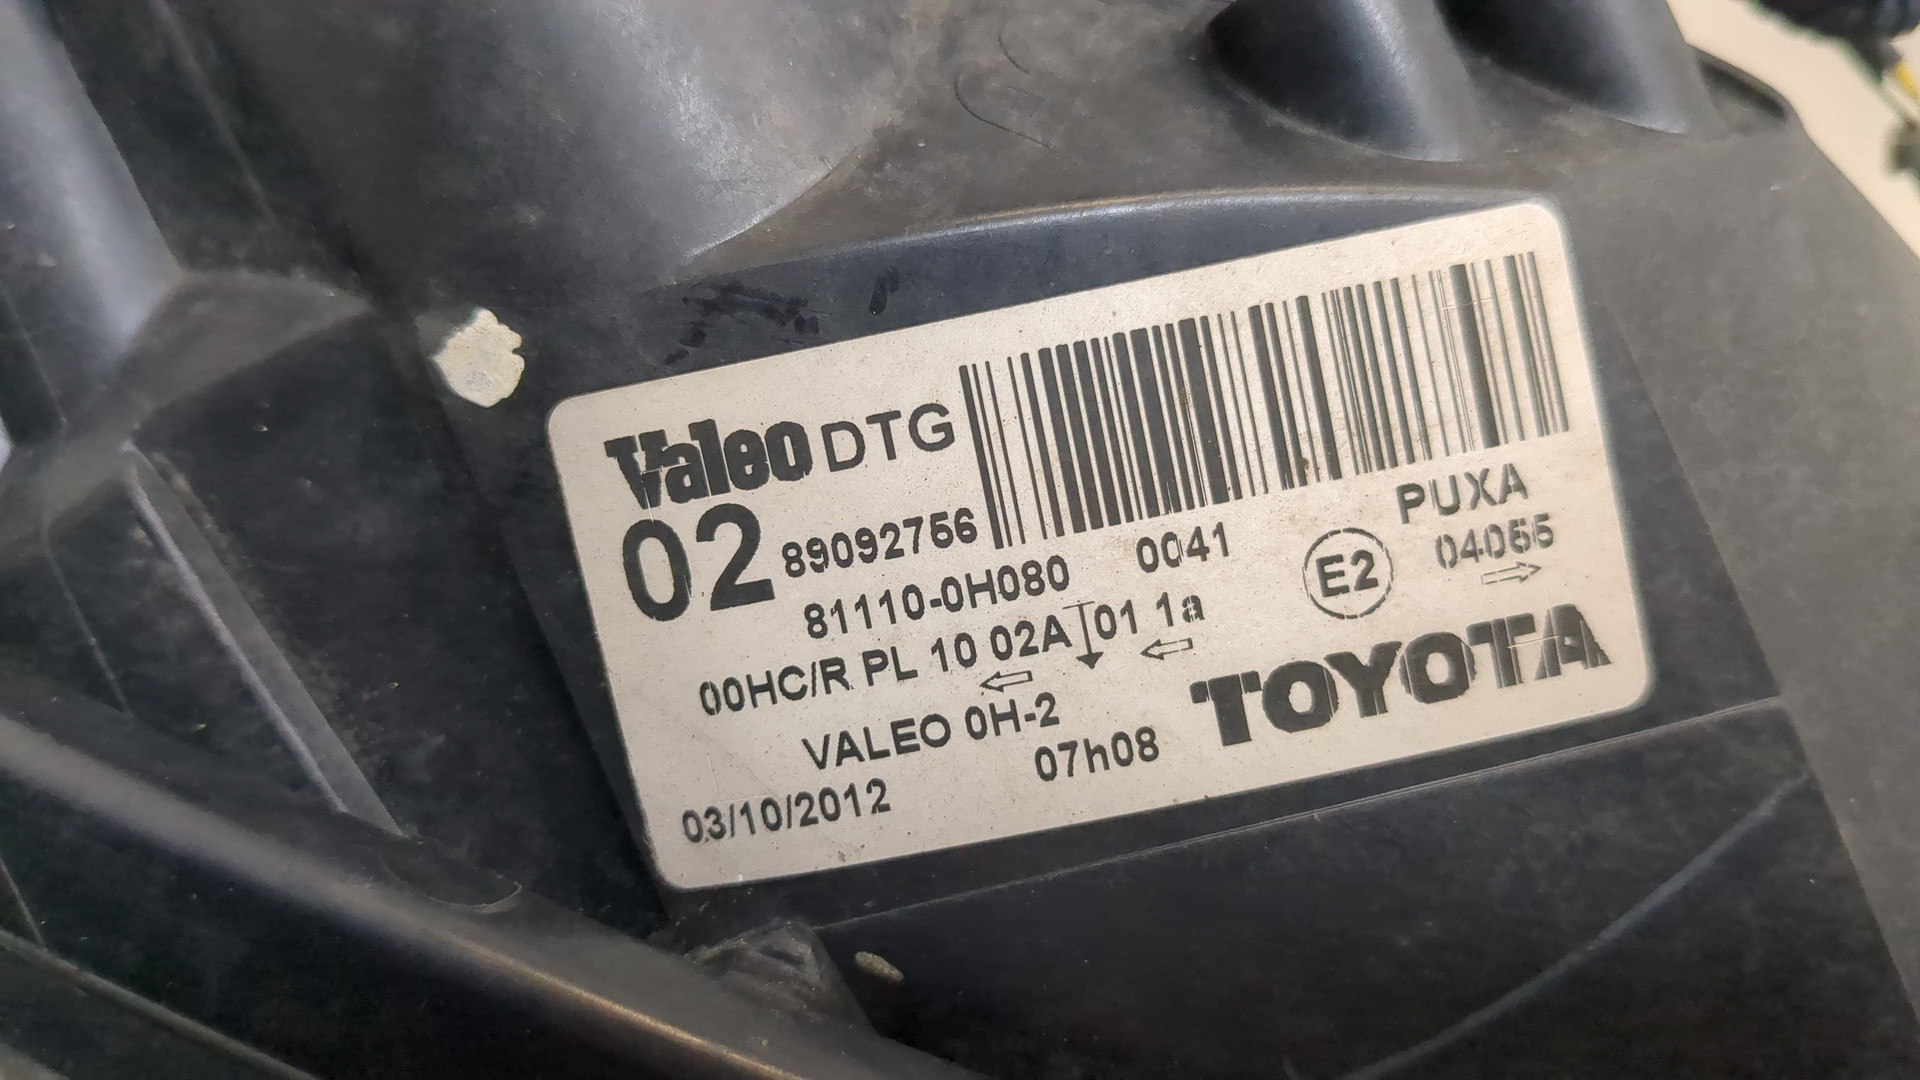 Valeo DTG
02 89092756
81110-0H080 0041
00HC/R PL 10 02A 01 1a
VALEO 0H-2
03/10/2012 07h08
E2
PUXA
TOYOTA